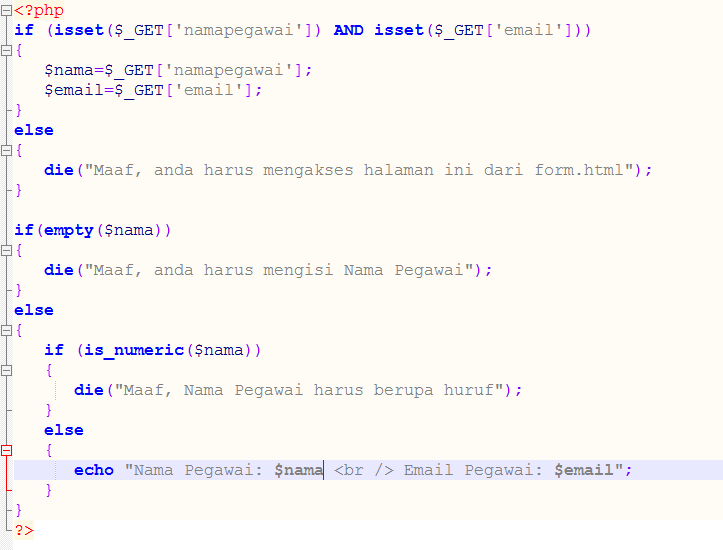 <?php
if (isset($_GET['namapegawai']) AND isset($_GET['email']))
{
$nama=$_GET['namapegawai'];
$email=$_GET['email'];
}
else
{
die("Maaf, anda harus mengakses halaman ini dari form.html");
}
if(empty($nama))
{
die("Maaf, anda harus mengisi Nama Pegawai");
}
else
{
if (is_numeric($nama))
{
die("Maaf, Nama Pegawai harus berupa huruf");
}
else
{
echo "Nama Pegawai: $nama <br /> Email Pegawai: $email";
}
}
?>